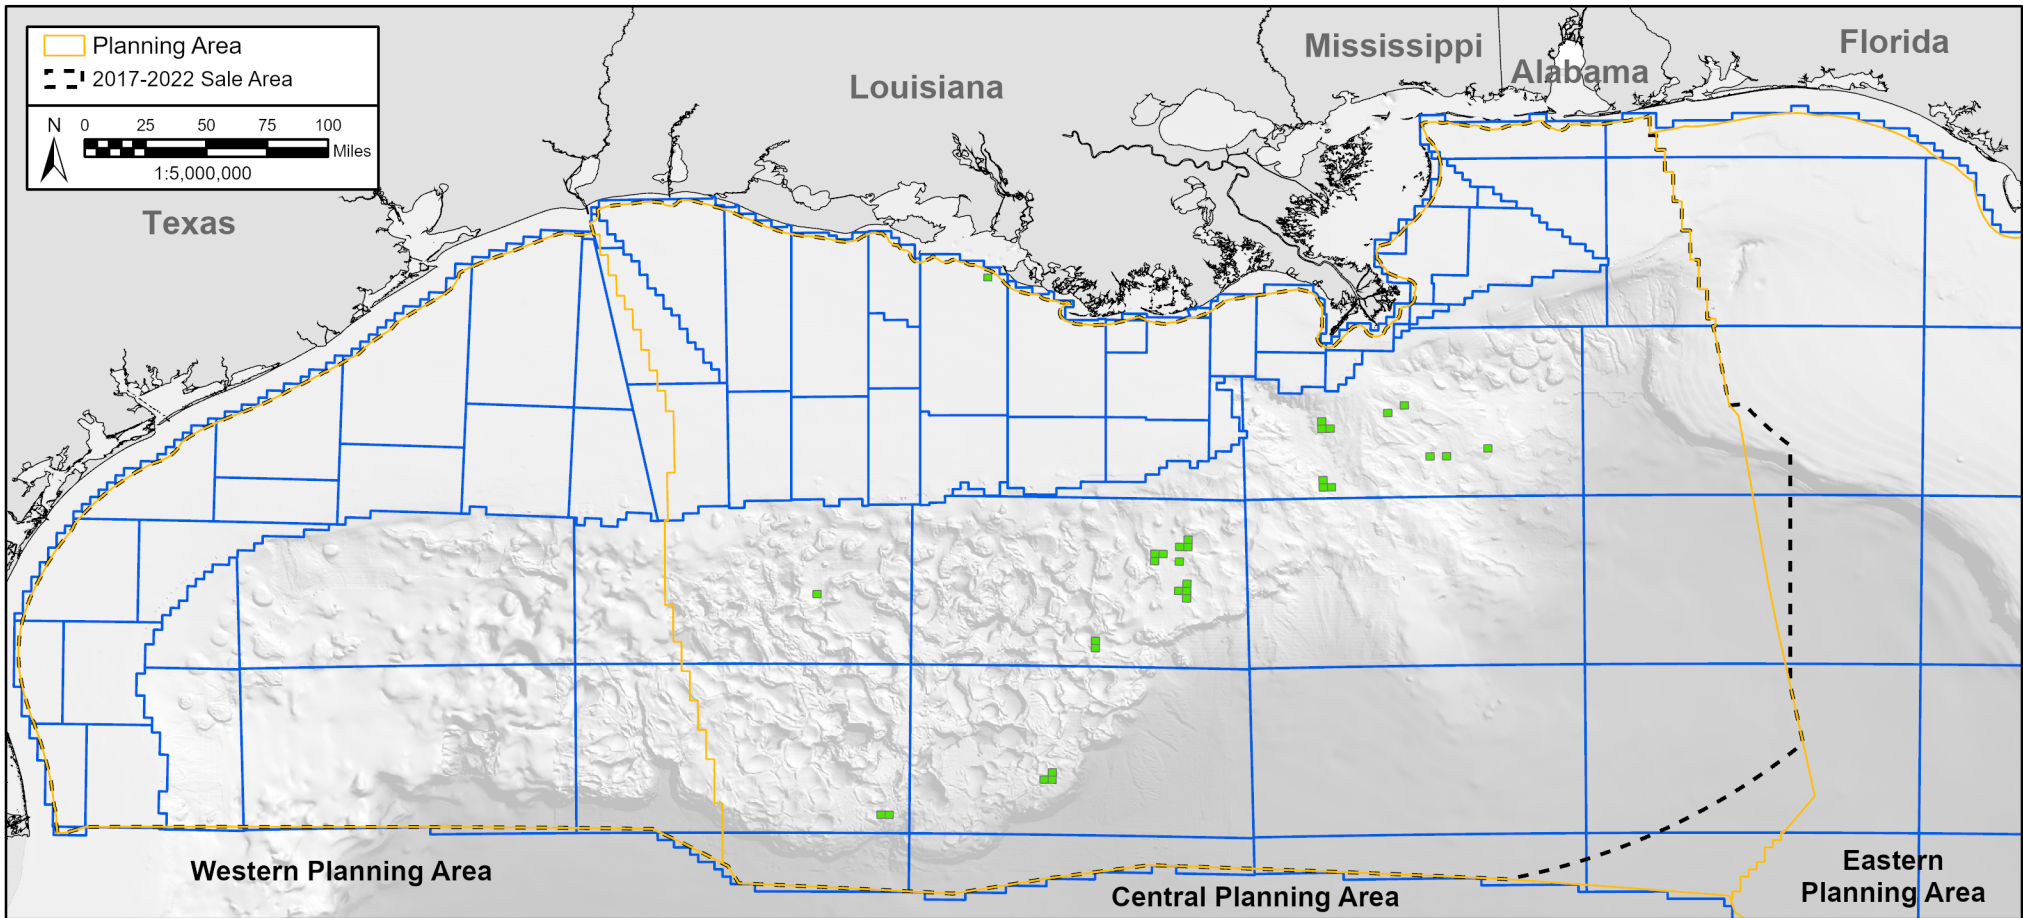 Planning Area
2017-2022 Sale Area
N
0 25 50 75 100
Miles
1:5,000,000
Texas
Louisiana
Mississippi
Alabama
Florida
Western Planning Area
Central Planning Area
Eastern
Planning Area